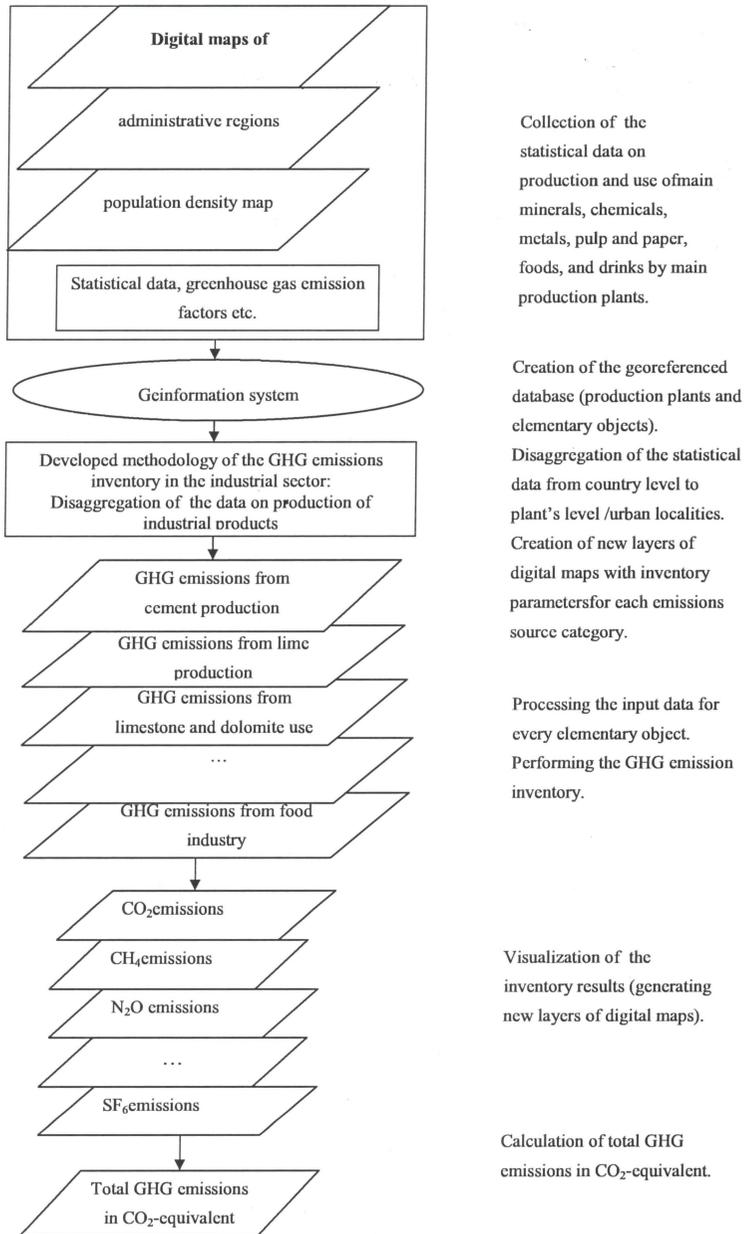 Digital maps of
administrative regions
population density map
Statistical data, greenhouse gas emission
factors etc.
Geinformation system
Developed methodology of the GHG emissions
inventory in the industrial sector:
Disaggregation of the data on production of
industrial products
GHG emissions from
cement production
GHG emissions from lime
production
GHG emissions from
limestone and dolomite use
...
GHG emissions from food
industry
CO₂emissions
CH₄emissions
N₂O emissions
...
SF₆emissions
Total GHG emissions
in CO₂-equivalent
Collection of the
statistical data on
production and use ofmain
minerals, chemicals,
metals, pulp and paper,
foods, and drinks by main
production plants.
Creation of the georeferenced
database (production plants and
elementary objects).
Disaggregation of the statistical
data from country level to
plant's level /urban localities.
Creation of new layers of
digital maps with inventory
parametersfor each emissions
source category.
Processing the input data for
every elementary object.
Performing the GHG emission
inventory.
Visualization of the
inventory results (generating
new layers of digital maps).
Calculation of total GHG
emissions in CO₂-equivalent.